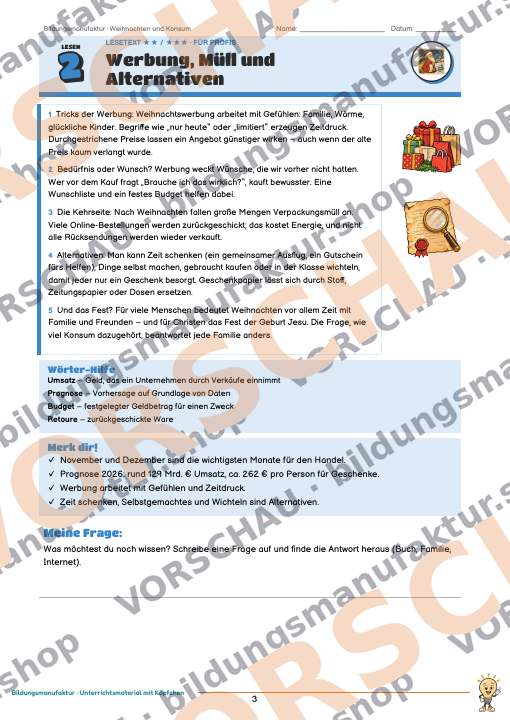 Bildungsmanufaktur · Weihnachten und Konsum Name: Datum:
LESEN
2
LESETEXT ★★ / ★★★ · FÜR PROFIS
Werbung, Müll und
Alternativen
1 Tricks der Werbung: Weihnachtswerbung arbeitet mit Gefühlen: Familie, Wärme,
glückliche Kinder. Begriffe wie „nur heute“ oder „limitiert“ erzeugen Zeitdruck.
Durchgestrichene Preise lassen ein Angebot günstiger wirken – auch wenn der alte
Preis kaum verlangt wurde.
2 Bedürfnis oder Wunsch? Werbung weckt Wünsche, die wir vorher nicht hatten.
Wer vor dem Kauf fragt „Brauche ich das wirklich?“, kauft bewusster. Eine
Wunschliste und ein festes Budget helfen dabei.
3 Die Kehrseite: Nach Weihnachten fallen große Mengen Verpackungsmüll an.
Viele Online-Bestellungen werden zurückgeschickt; das kostet Energie, und nicht
alle Rücksendungen werden wieder verkauft.
4 Alternativen: Man kann Zeit schenken (ein gemeinsamer Ausflug, ein Gutschein
fürs Helfen), Dinge selbst machen, gebraucht kaufen oder in der Klasse wichteln,
damit jeder nur ein Geschenk besorgt. Geschenkpapier lässt sich durch Stoff,
Zeitungspapier oder Dosen ersetzen.
5 Und das Fest? Für viele Menschen bedeutet Weihnachten vor allem Zeit mit
Familie und Freunden – und für Christen das Fest der Geburt Jesu. Die Frage, wie
viel Konsum dazugehört, beantwortet jede Familie anders.
Wörter-Hilfe
Umsatz – Geld, das ein Unternehmen durch Verkäufe einnimmt
Prognose – Vorhersage auf Grundlage von Daten
Budget – festgelegter Geldbetrag für einen Zweck
Retoure – zurückgeschickte Ware
Merk dir!
✓ November und Dezember sind die wichtigsten Monate für den Handel.
✓ Prognose 2026: rund 129 Mrd. € Umsatz, ca. 262 € pro Person für Geschenke.
✓ Werbung arbeitet mit Gefühlen und Zeitdruck.
✓ Zeit schenken, Selbstgemachtes und Wichteln sind Alternativen.
Meine Frage:
Was möchtest du noch wissen? Schreibe eine Frage auf und finde die Antwort heraus (Buch, Familie,
Internet).
Bildungsmanufaktur · Unterrichtsmaterial mit Köpfchen
3
VORSCHAU · bildungsmanufaktur.shop
VORSCHAU